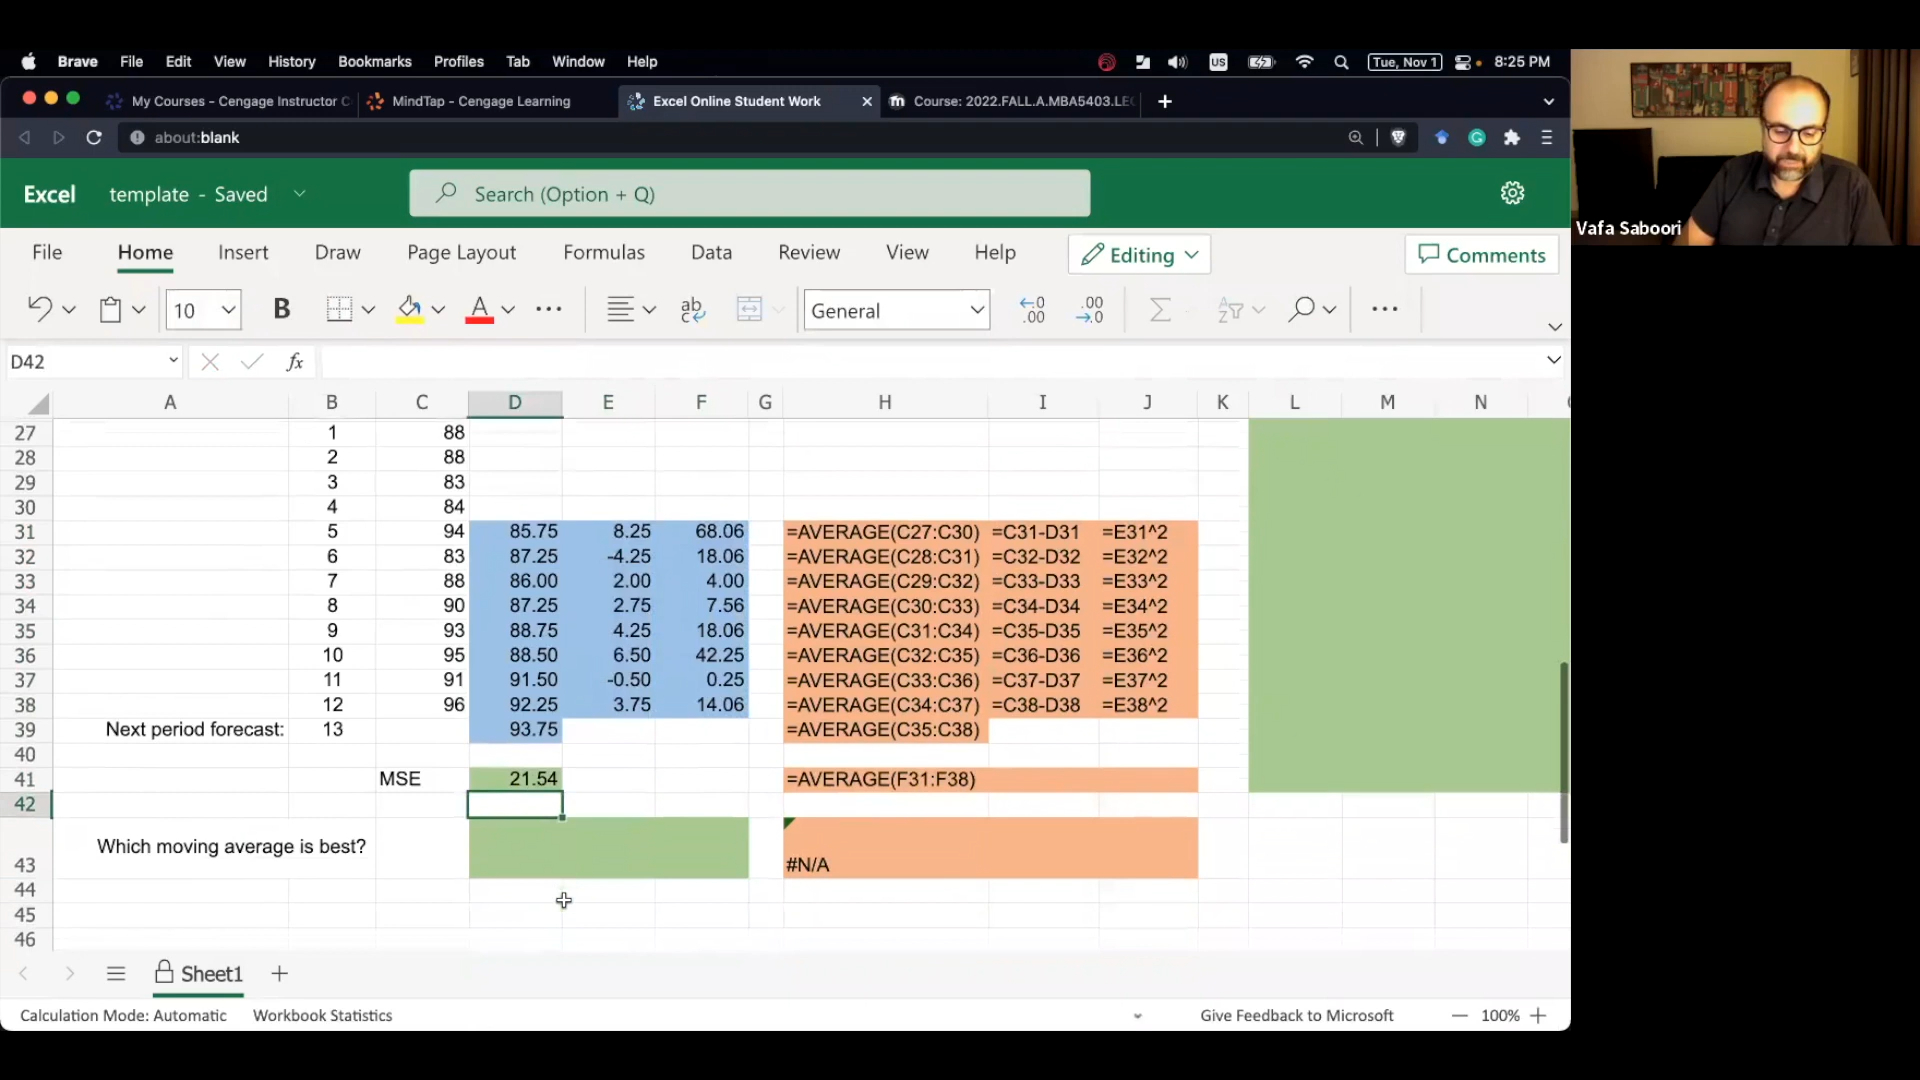 Brave File Edit View History Bookmarks Profiles Tab Window Help US Tue, Nov 1 8:25 PM
My Courses - Cengage Instructor C MindTap - Cengage Learning Excel Online Student Work Course: 2022.FALL.A.MBA5403.LEC
about:blank
Excel template - Saved Search (Option + Q)
Vafa Saboori
File Home Insert Draw Page Layout Formulas Data Review View Help Editing Comments
10 B A ab c General ←.0 .00 .00 →.0
D42 fx
A B C D E F G H I J K L M N
27 1 88
28 2 88
29 3 83
30 4 84
31 5 94 85.75 8.25 68.06 =AVERAGE(C27:C30) =C31-D31 =E31^2
32 6 83 87.25 -4.25 18.06 =AVERAGE(C28:C31) =C32-D32 =E32^2
33 7 88 86.00 2.00 4.00 =AVERAGE(C29:C32) =C33-D33 =E33^2
34 8 90 87.25 2.75 7.56 =AVERAGE(C30:C33) =C34-D34 =E34^2
35 9 93 88.75 4.25 18.06 =AVERAGE(C31:C34) =C35-D35 =E35^2
36 10 95 88.50 6.50 42.25 =AVERAGE(C32:C35) =C36-D36 =E36^2
37 11 91 91.50 -0.50 0.25 =AVERAGE(C33:C36) =C37-D37 =E37^2
38 12 96 92.25 3.75 14.06 =AVERAGE(C34:C37) =C38-D38 =E38^2
39 Next period forecast: 13 93.75 =AVERAGE(C35:C38)
40
41 MSE 21.54 =AVERAGE(F31:F38)
42
43 Which moving average is best? #N/A
44
45
46
Sheet1
Calculation Mode: Automatic Workbook Statistics Give Feedback to Microsoft 100%